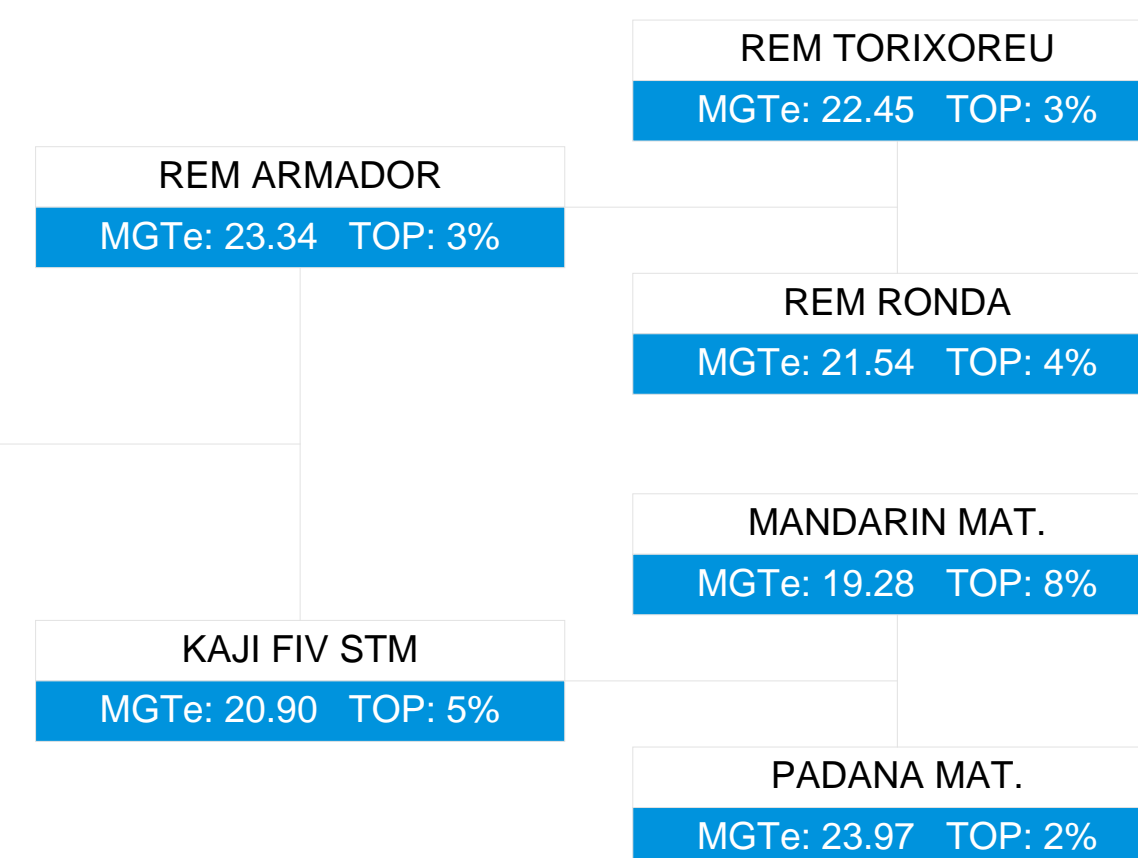 REM TORIXOREU
MGTe: 22.45 TOP: 3%
REM ARMADOR
MGTe: 23.34 TOP: 3%
REM RONDA
MGTe: 21.54 TOP: 4%
MANDARIN MAT.
MGTe: 19.28 TOP: 8%
KAJI FIV STM
MGTe: 20.90 TOP: 5%
PADANA MAT.
MGTe: 23.97 TOP: 2%